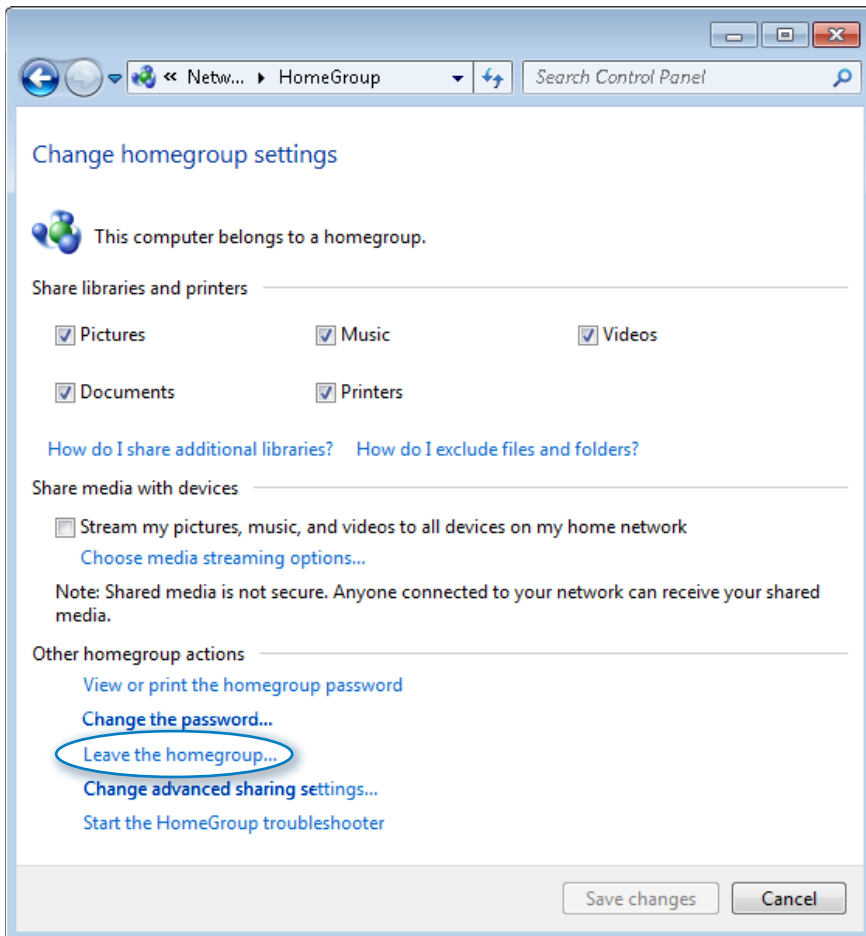 « Netw... ▸ HomeGroup Search Control Panel
Change homegroup settings
This computer belongs to a homegroup.
Share libraries and printers
Pictures Music Videos
Documents Printers
How do I share additional libraries? How do I exclude files and folders?
Share media with devices
Stream my pictures, music, and videos to all devices on my home network
Choose media streaming options...
Note: Shared media is not secure. Anyone connected to your network can receive your shared
media.
Other homegroup actions
View or print the homegroup password
Change the password...
Leave the homegroup...
Change advanced sharing settings...
Start the HomeGroup troubleshooter
Save changes Cancel